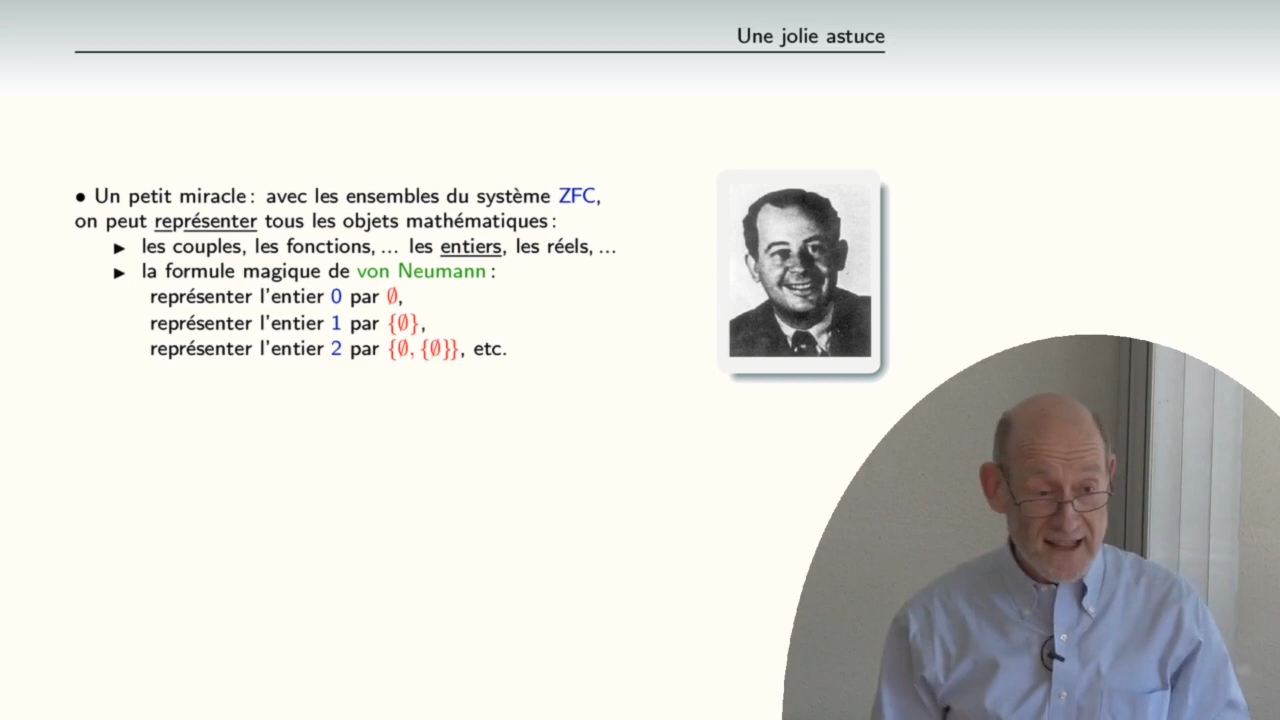 Une jolie astuce
• Un petit miracle : avec les ensembles du système ZFC,
on peut représenter tous les objets mathématiques :
► les couples, les fonctions, ... les entiers, les réels, ...
► la formule magique de von Neumann :
représenter l'entier 0 par ∅,
représenter l'entier 1 par {∅},
représenter l'entier 2 par {∅, {∅}}, etc.